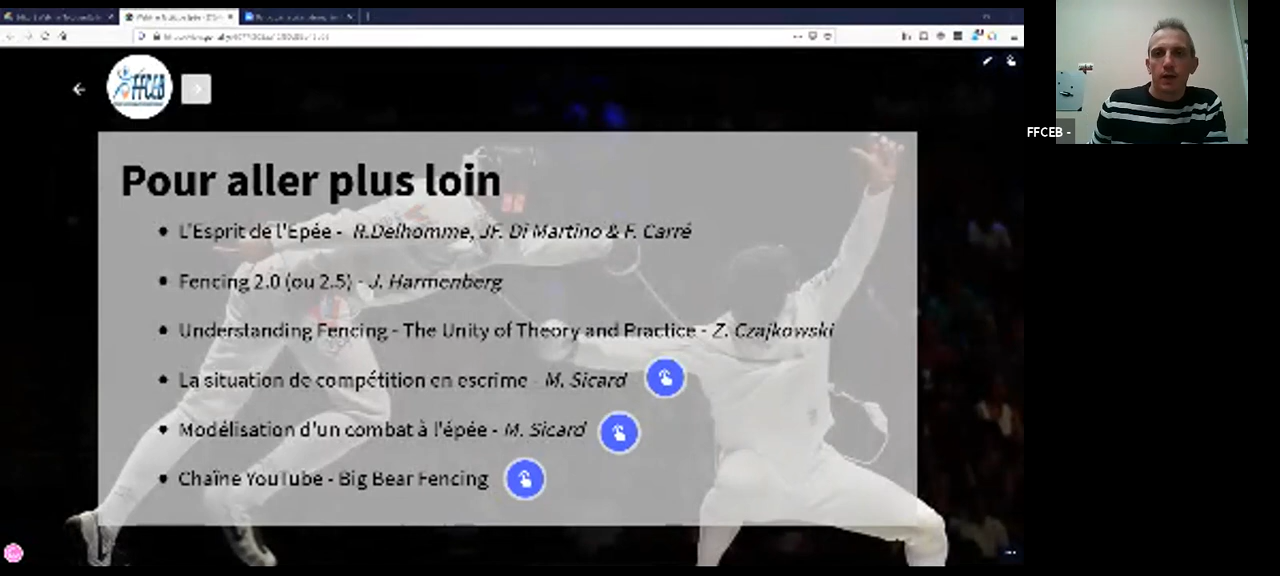 FFCEB
Pour aller plus loin
• L'Esprit de l'Epée - R.Delhomme, JF. Di Martino & F. Carré
• Fencing 2.0 (ou 2.5) - J. Harmenberg
• Understanding Fencing - The Unity of Theory and Practice - Z. Czajkowski
• La situation de compétition en escrime - M. Sicard
• Modélisation d'un combat à l'épée - M. Sicard
• Chaîne YouTube - Big Bear Fencing
FFCEB -